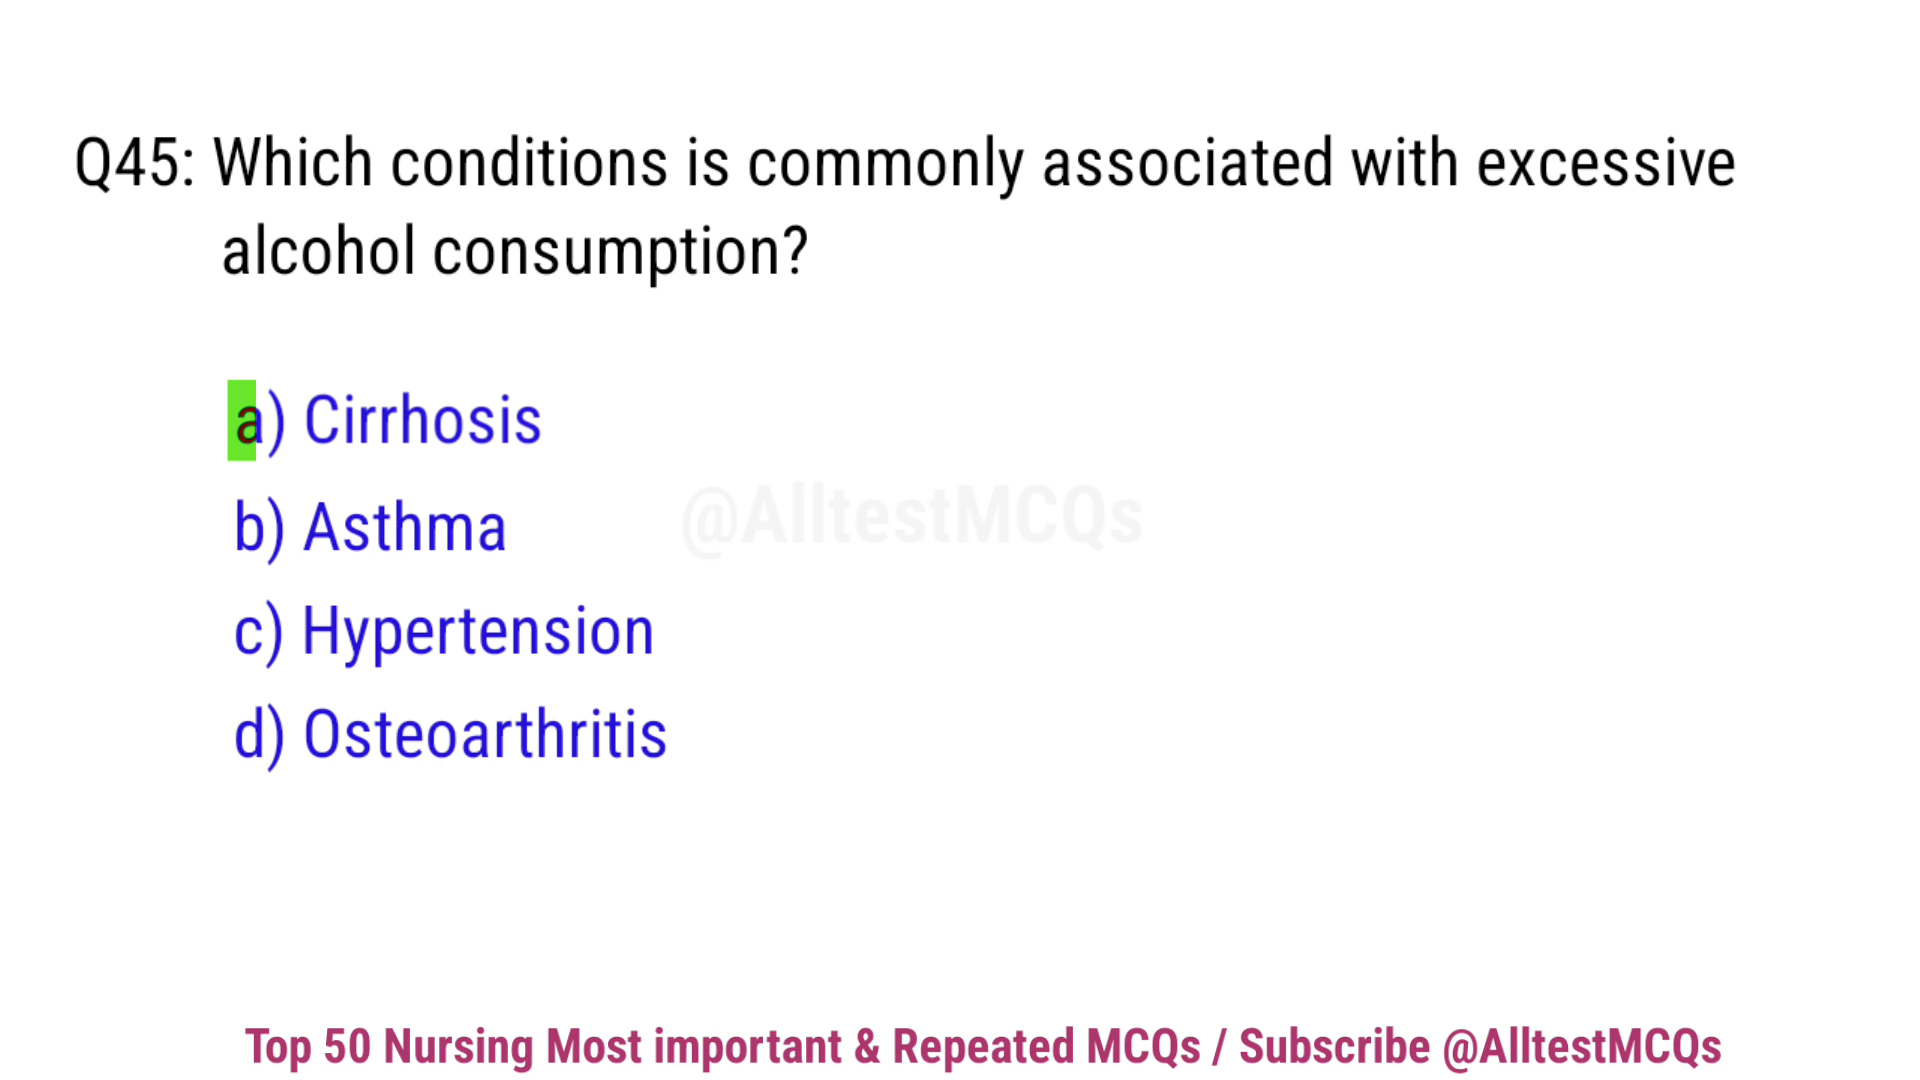 Q45: Which conditions is commonly associated with excessive
alcohol consumption?
a) Cirrhosis
b) Asthma
@AlltestMCQs
c) Hypertension
d) Osteoarthritis
Top 50 Nursing Most important & Repeated MCQs / Subscribe @AlltestMCQs